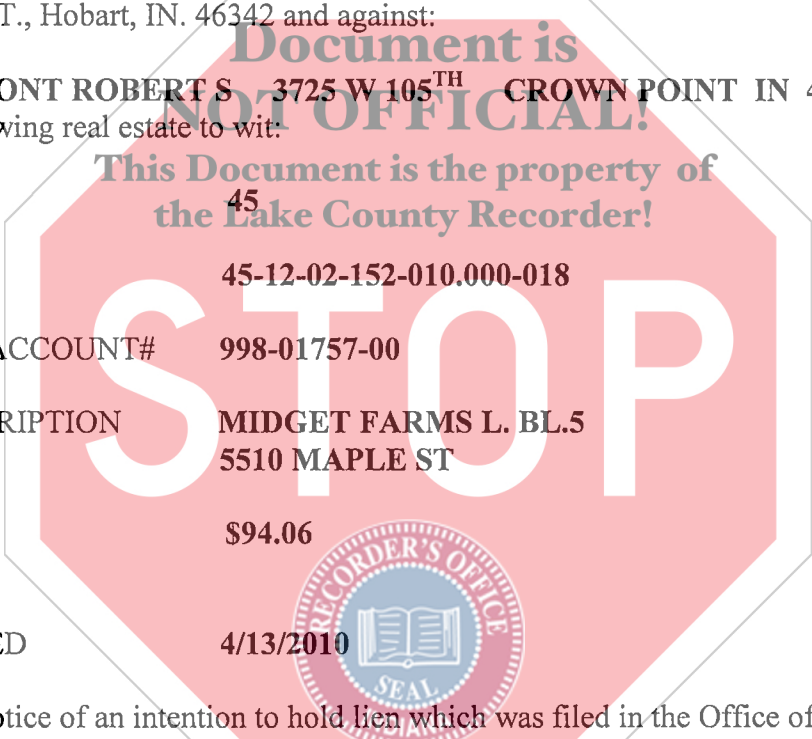 T., Hobart, IN. 46342 and against:
Document is
ONT ROBERT S 3725 W 105TH CROWN POINT IN 4
NOT OFFICIAL!
wing real estate to wit:
This Document is the property of
45
the Lake County Recorder!
45-12-02-152-010.000-018
STOP
ACCOUNT# 998-01757-00
RIPTION MIDGET FARMS L. BL.5
5510 MAPLE ST
$94.06
RECORDER'S OFFICE
ED 4/13/2010
SEAL
otice of an intention to hold lien which was filed in the Office of